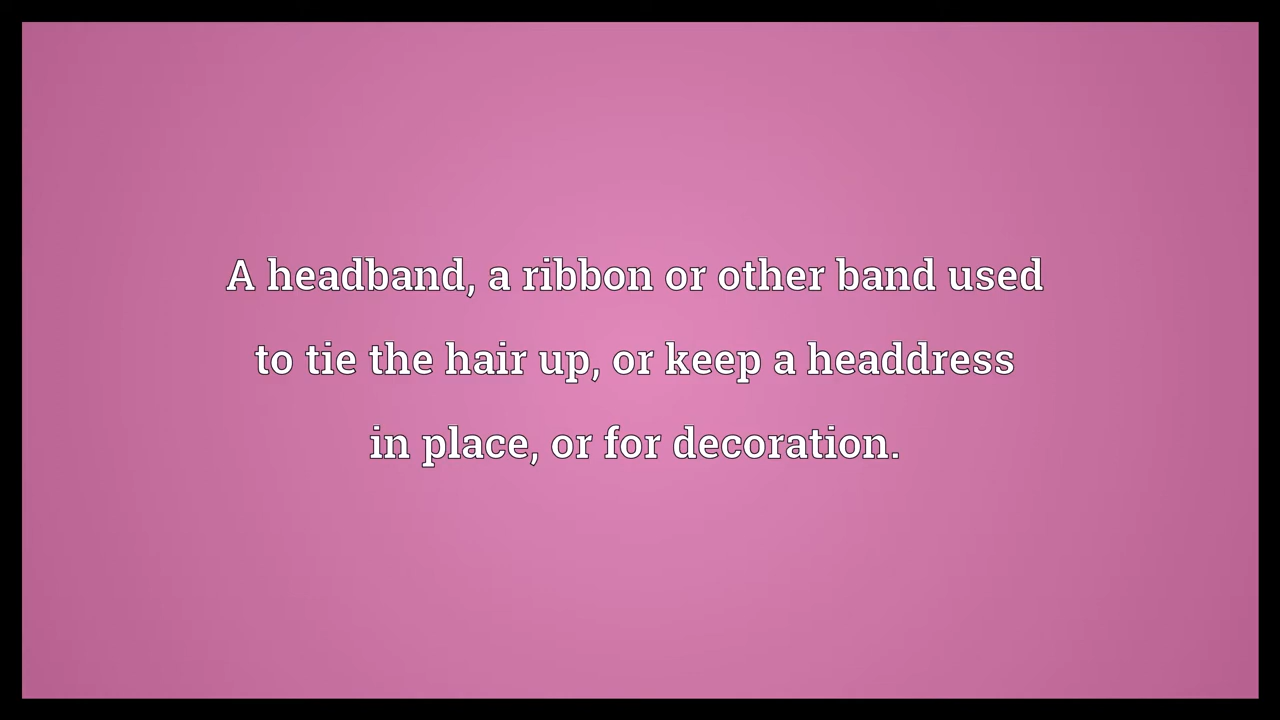 A headband, a ribbon or other band used
to tie the hair up, or keep a headdress
in place, or for decoration.